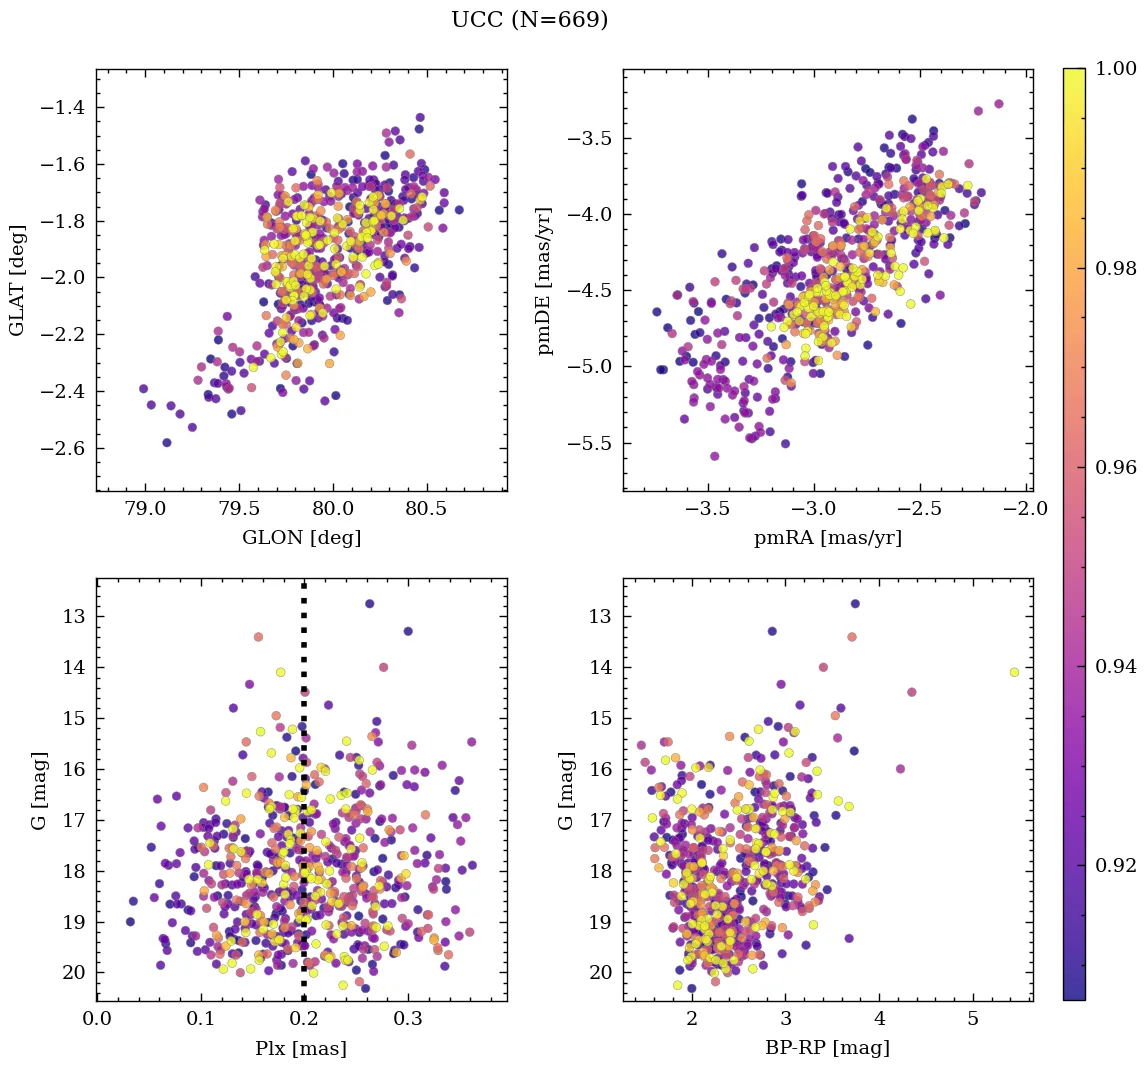 UCC (N=669)
−1.4
−1.6
−1.8
−2.0
−2.2
−2.4
−2.6
GLAT [deg]
79.0 79.5 80.0 80.5
GLON [deg]
−3.5
−4.0
−4.5
−5.0
−5.5
pmDE [mas/yr]
−3.5 −3.0 −2.5 −2.0
pmRA [mas/yr]
1.00
0.98
0.96
0.94
0.92
13
14
15
16
17
18
19
20
G [mag]
0.0 0.1 0.2 0.3
Plx [mas]
13
14
15
16
17
18
19
20
G [mag]
2 3 4 5
BP-RP [mag]